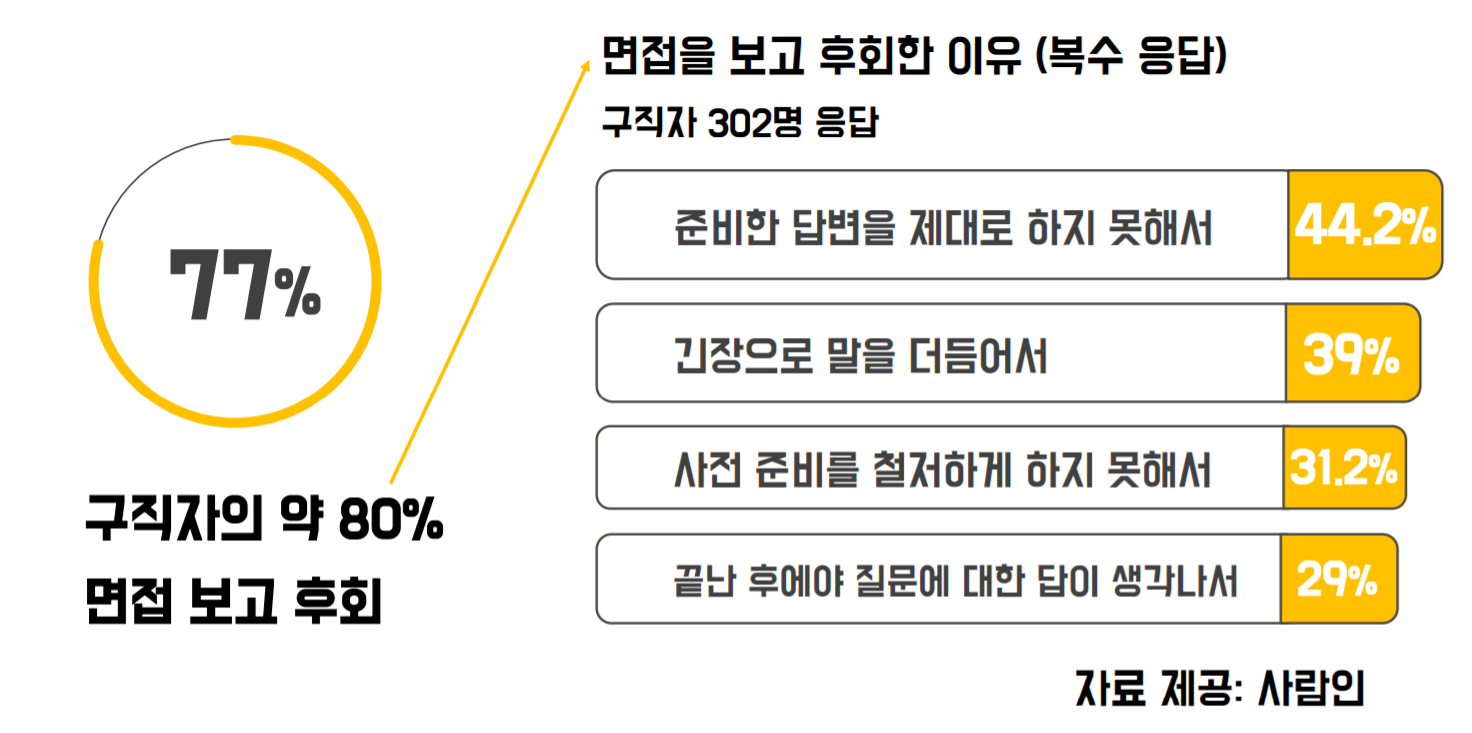 77%
구직자의 약 80%
면접 보고 후회
면접을 보고 후회한 이유 (복수 응답)
구직자 302명 응답
준비한 답변을 제대로 하지 못해서 44.2%
긴장으로 말을 더듬어서 39%
사전 준비를 철저하게 하지 못해서 31.2%
끝난 후에야 질문에 대한 답이 생각나서 29%
자료 제공: 사람인